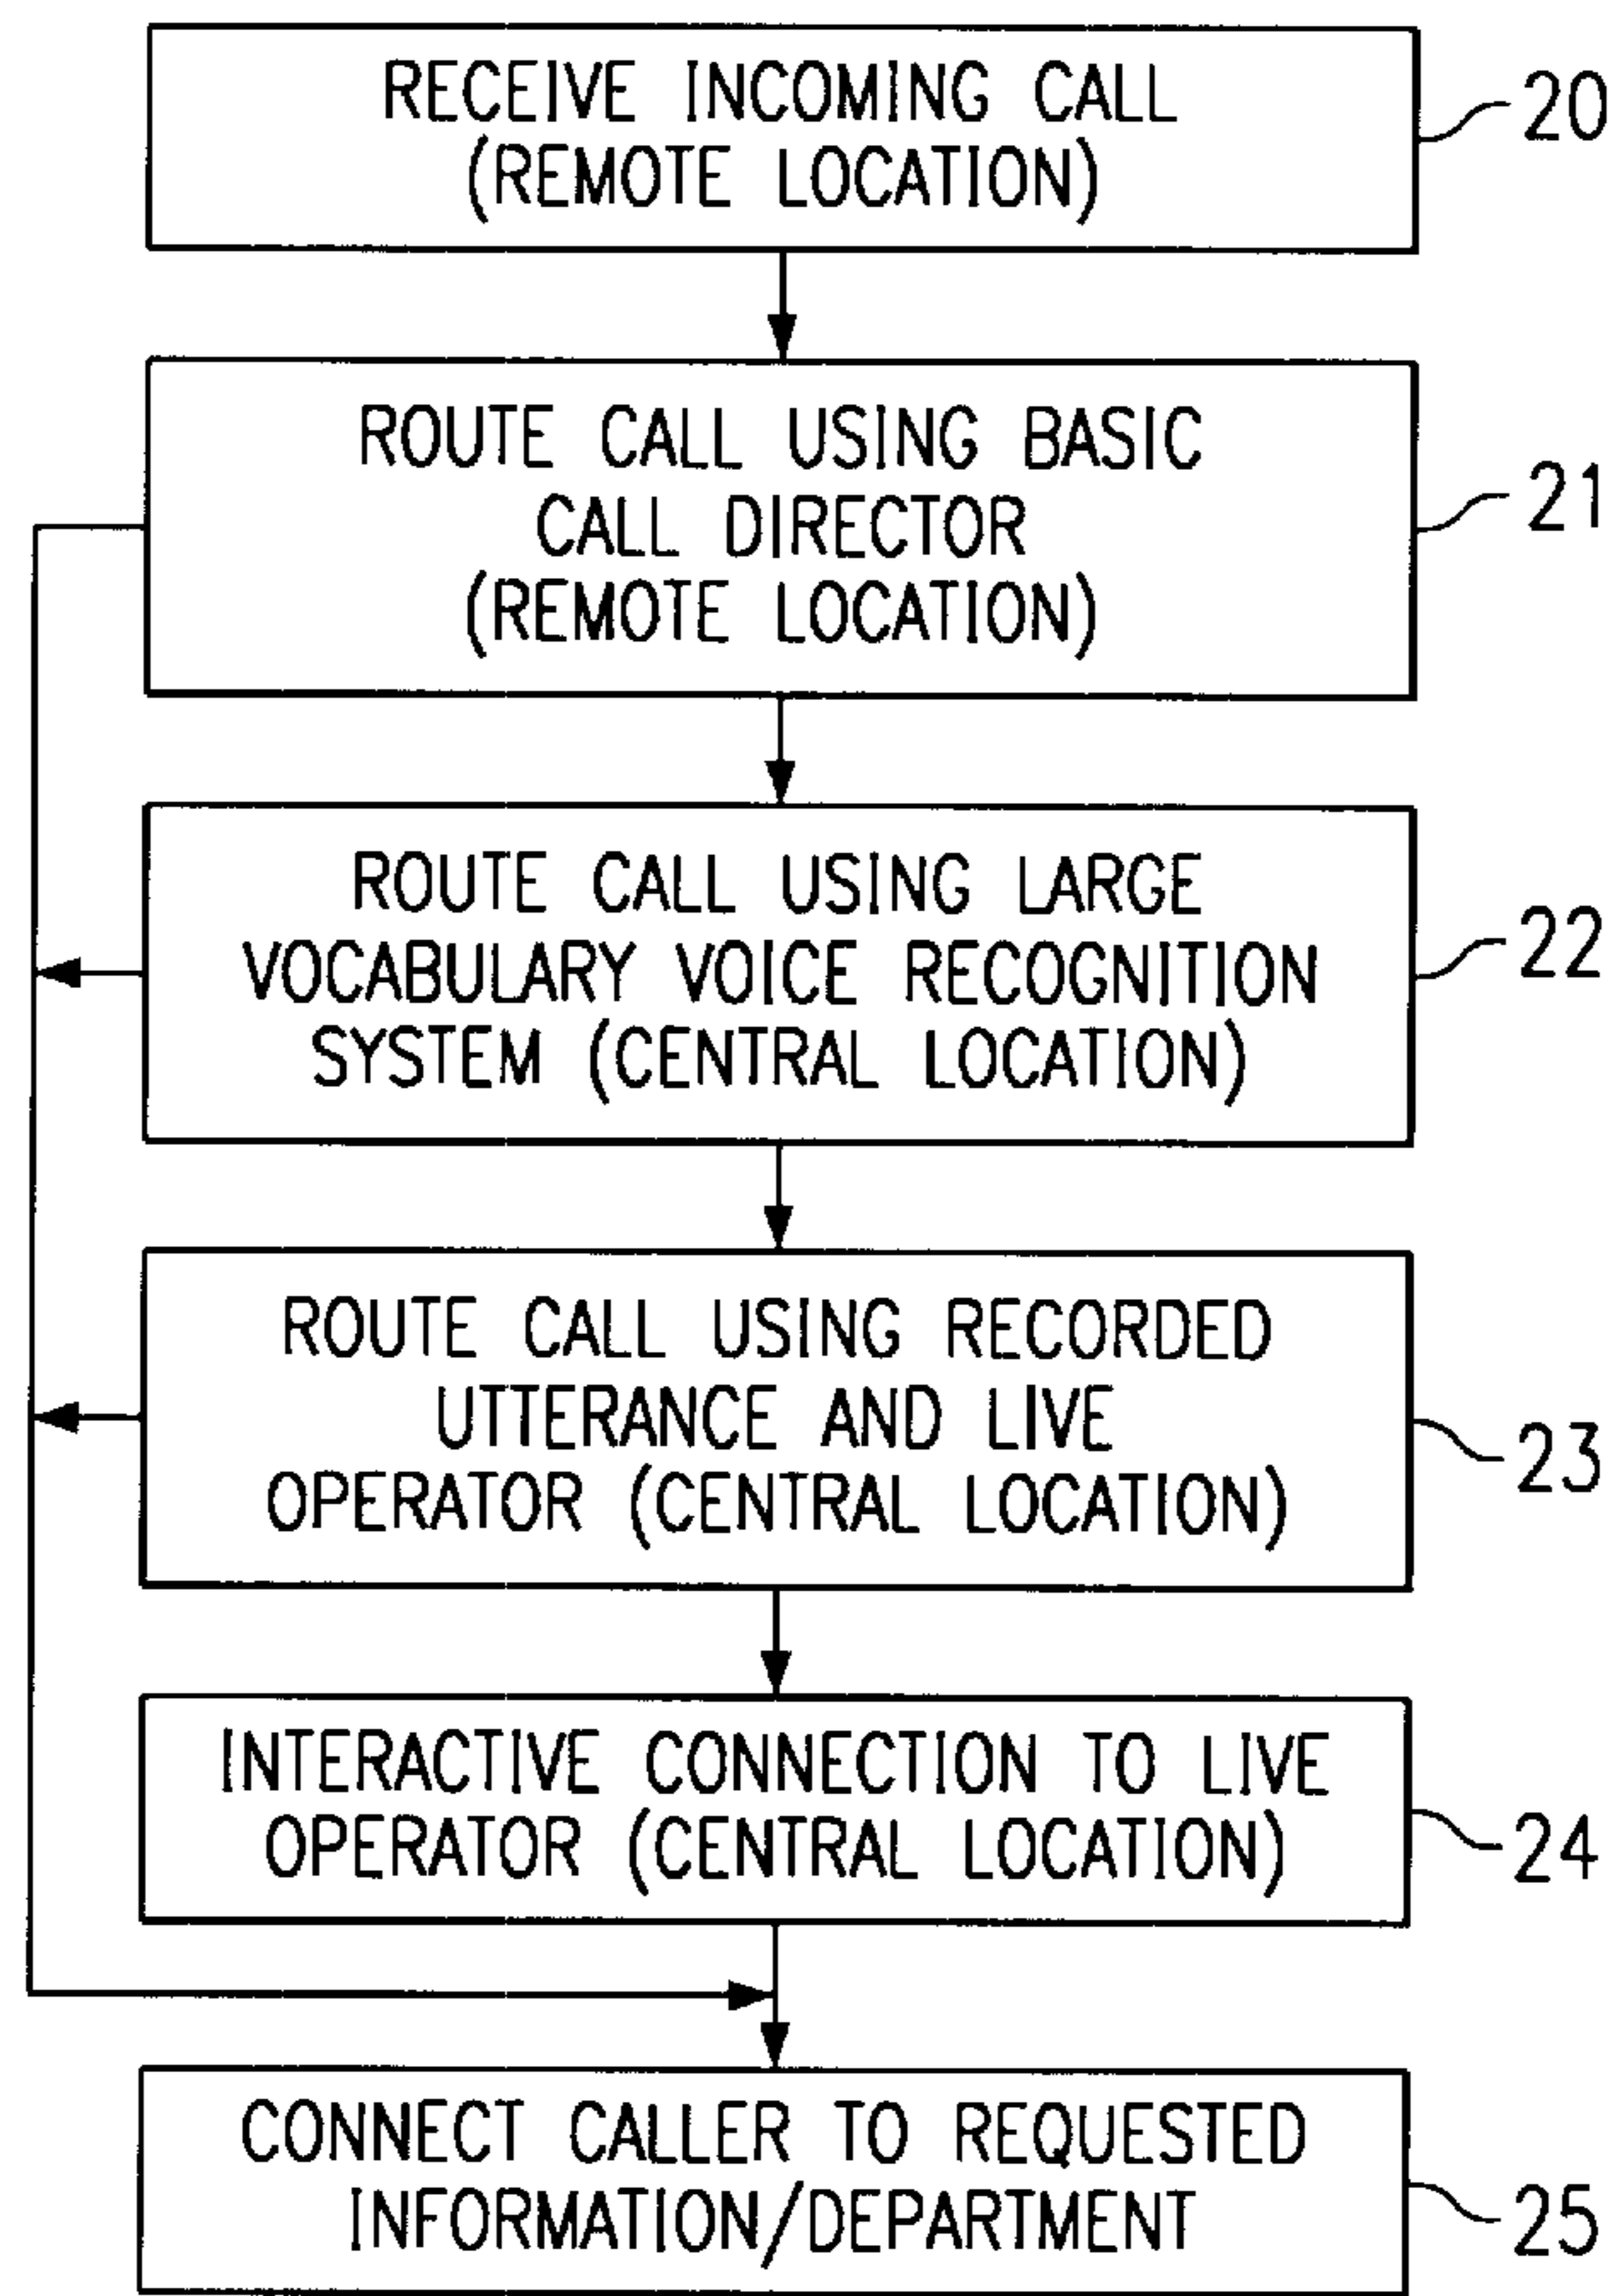 RECEIVE INCOMING CALL
(REMOTE LOCATION)
20
ROUTE CALL USING BASIC
CALL DIRECTOR
(REMOTE LOCATION)
21
ROUTE CALL USING LARGE
VOCABULARY VOICE RECOGNITION
SYSTEM (CENTRAL LOCATION)
22
ROUTE CALL USING RECORDED
UTTERANCE AND LIVE
OPERATOR (CENTRAL LOCATION)
23
INTERACTIVE CONNECTION TO LIVE
OPERATOR (CENTRAL LOCATION)
24
CONNECT CALLER TO REQUESTED
INFORMATION/DEPARTMENT
25